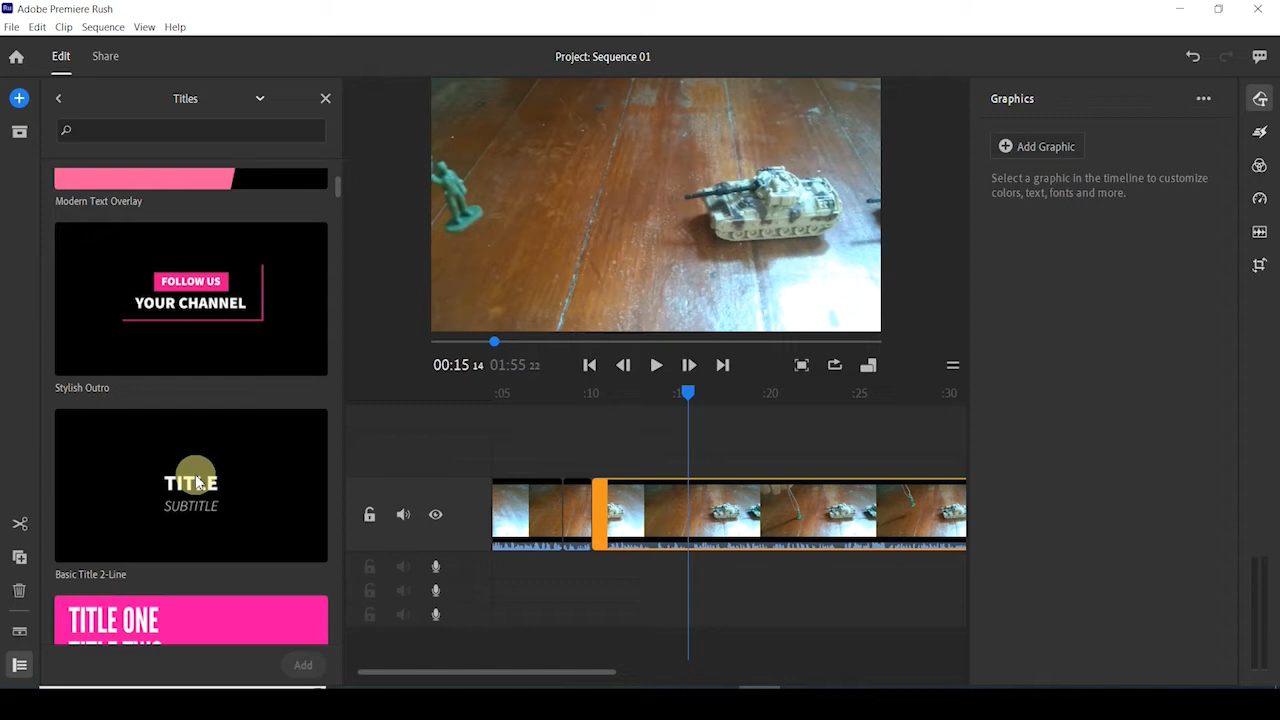 Ru Adobe Premiere Rush
File Edit Clip Sequence View Help
Edit Share Project: Sequence 01
Titles
Graphics
Add Graphic
Select a graphic in the timeline to customize
colors, text, fonts and more.
Modern Text Overlay
FOLLOW US
YOUR CHANNEL
Stylish Outro
TITLE
SUBTITLE
Basic Title 2-Line
TITLE ONE
TITLE TWO
Add
00:15 14 01:55 22
:05 :10 :20 :25 :30